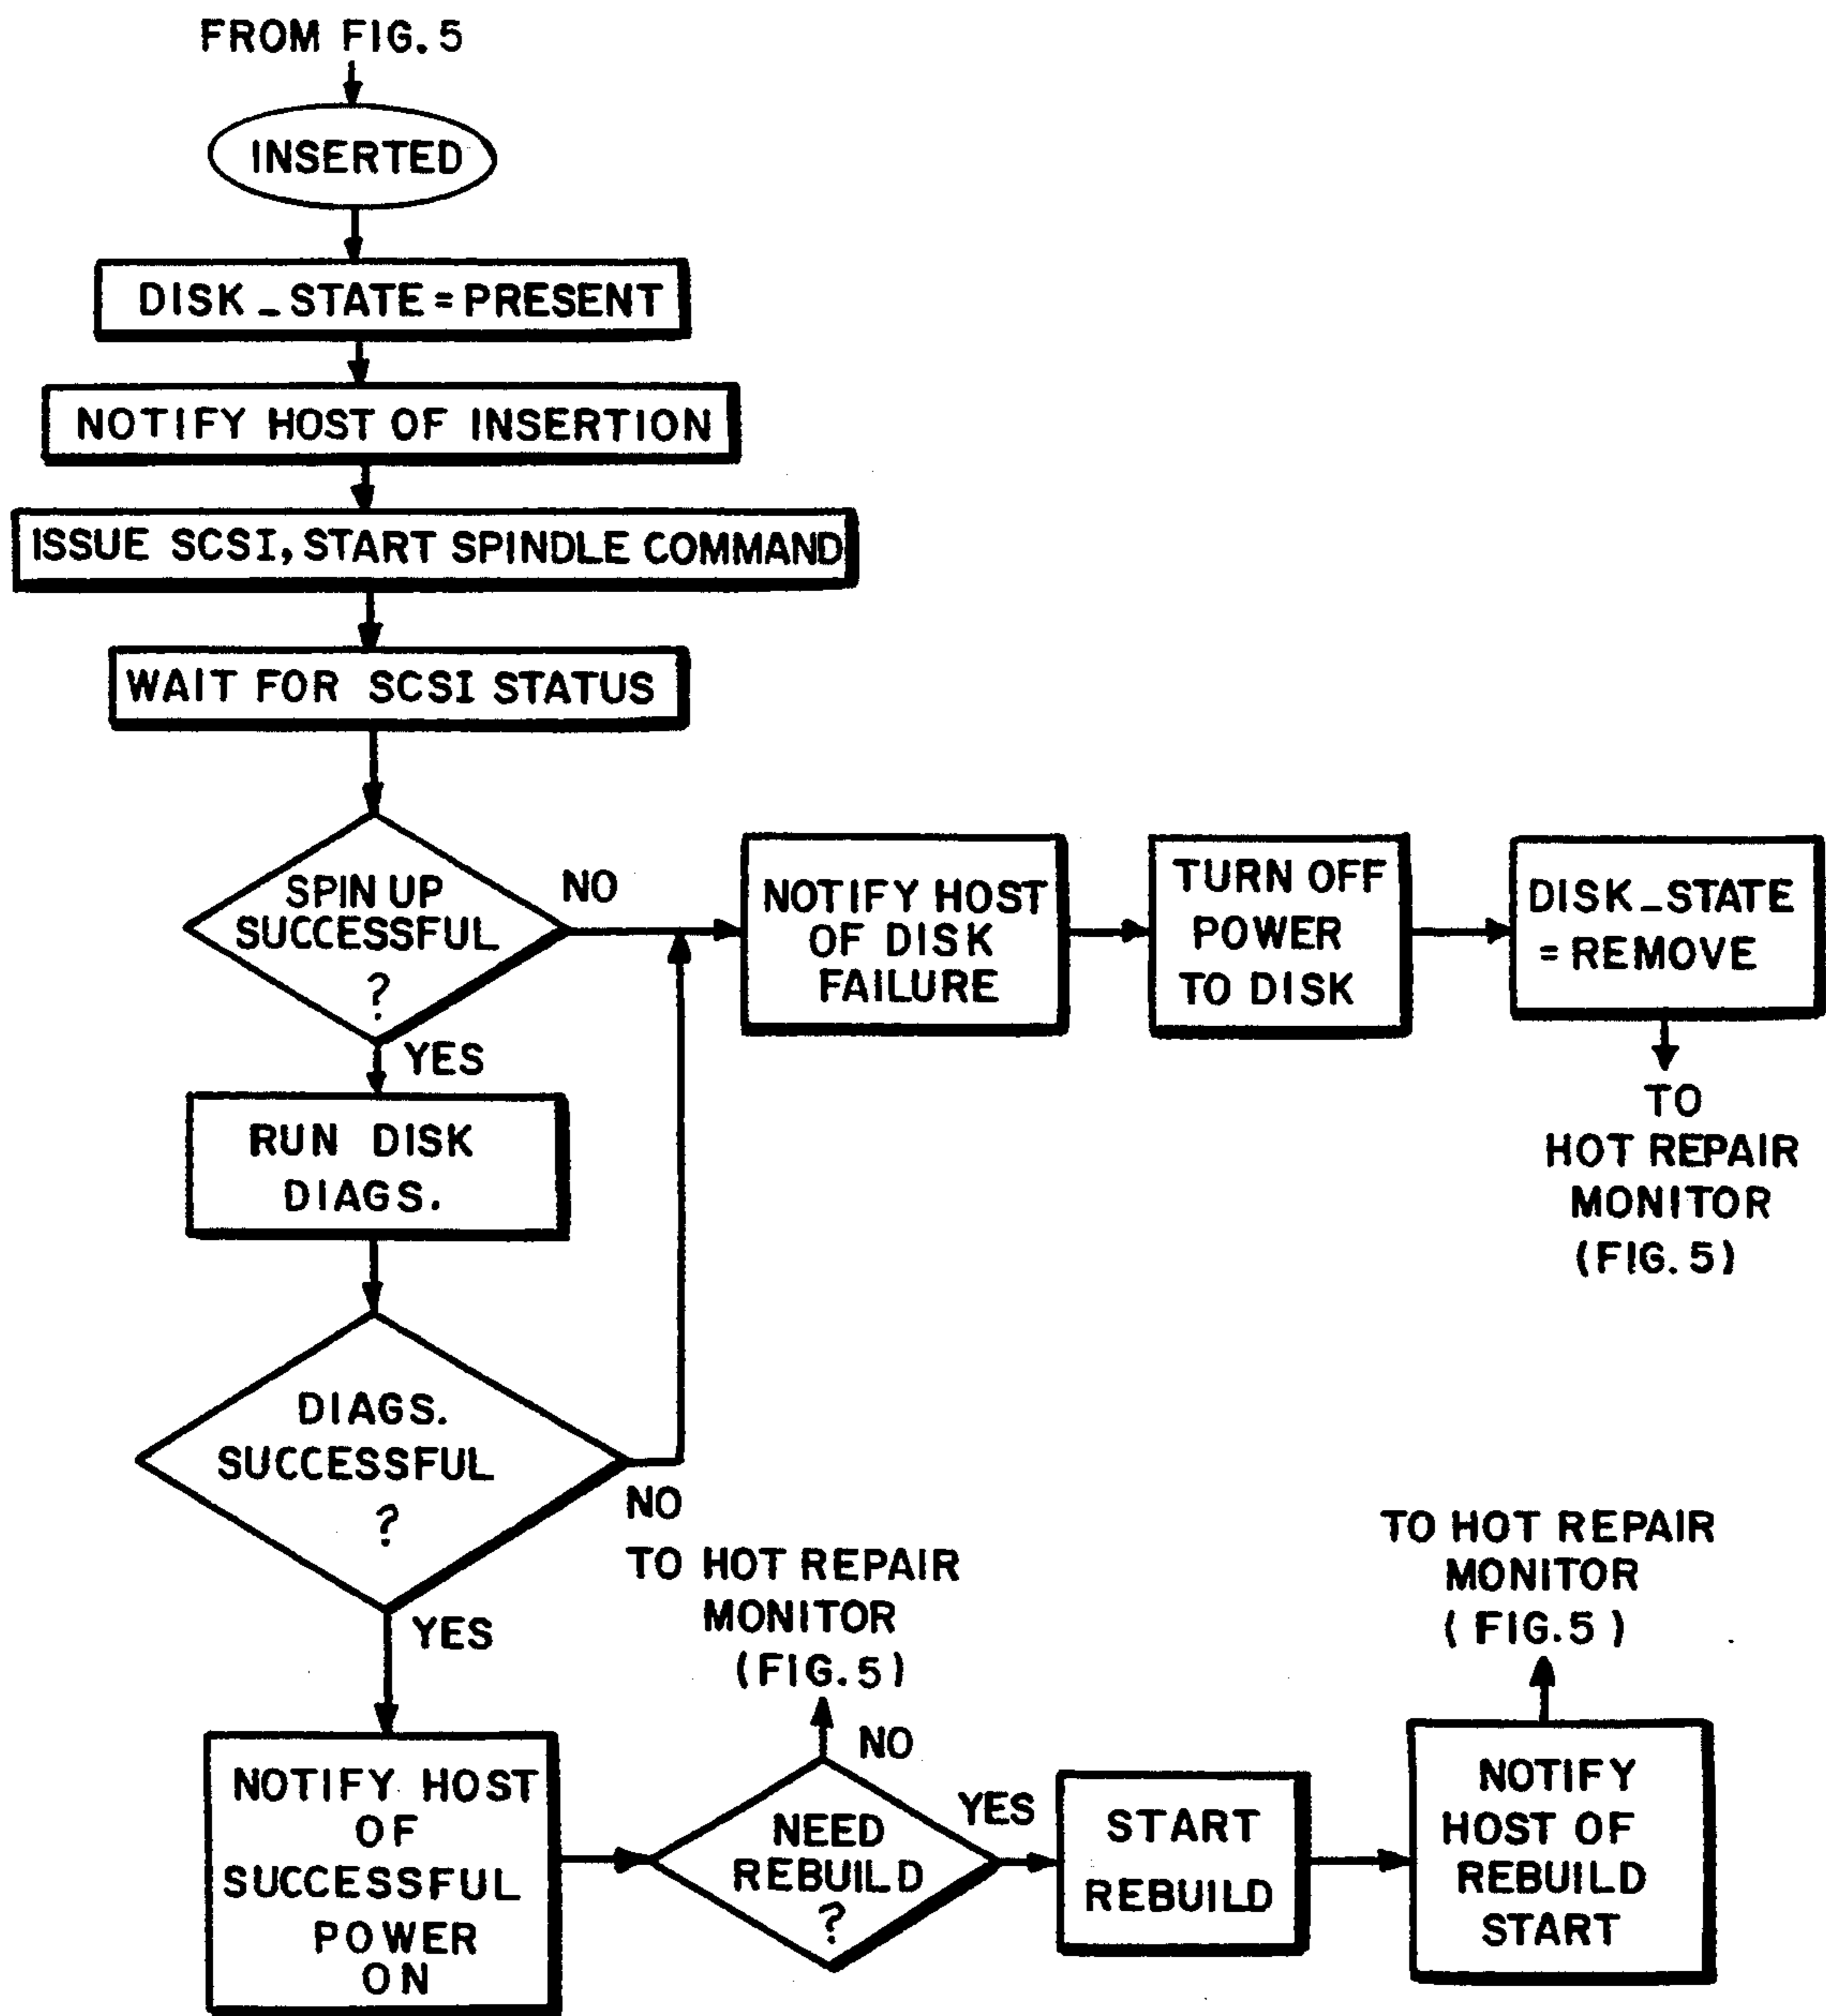 FROM FIG. 5
INSERTED
DISK_STATE = PRESENT
NOTIFY HOST OF INSERTION
ISSUE SCSI, START SPINDLE COMMAND
WAIT FOR SCSI STATUS
SPIN UP
SUCCESSFUL
?
NO
YES
NOTIFY HOST
OF DISK
FAILURE
TURN OFF
POWER
TO DISK
DISK_STATE
= REMOVE
TO
HOT REPAIR
MONITOR
(FIG. 5)
RUN DISK
DIAGS.
DIAGS.
SUCCESSFUL
?
NO
YES
NOTIFY HOST
OF
SUCCESSFUL
POWER
ON
TO HOT REPAIR
MONITOR
(FIG. 5)
NO
NEED
REBUILD
?
YES
START
REBUILD
TO HOT REPAIR
MONITOR
( FIG. 5 )
NOTIFY
HOST OF
REBUILD
START